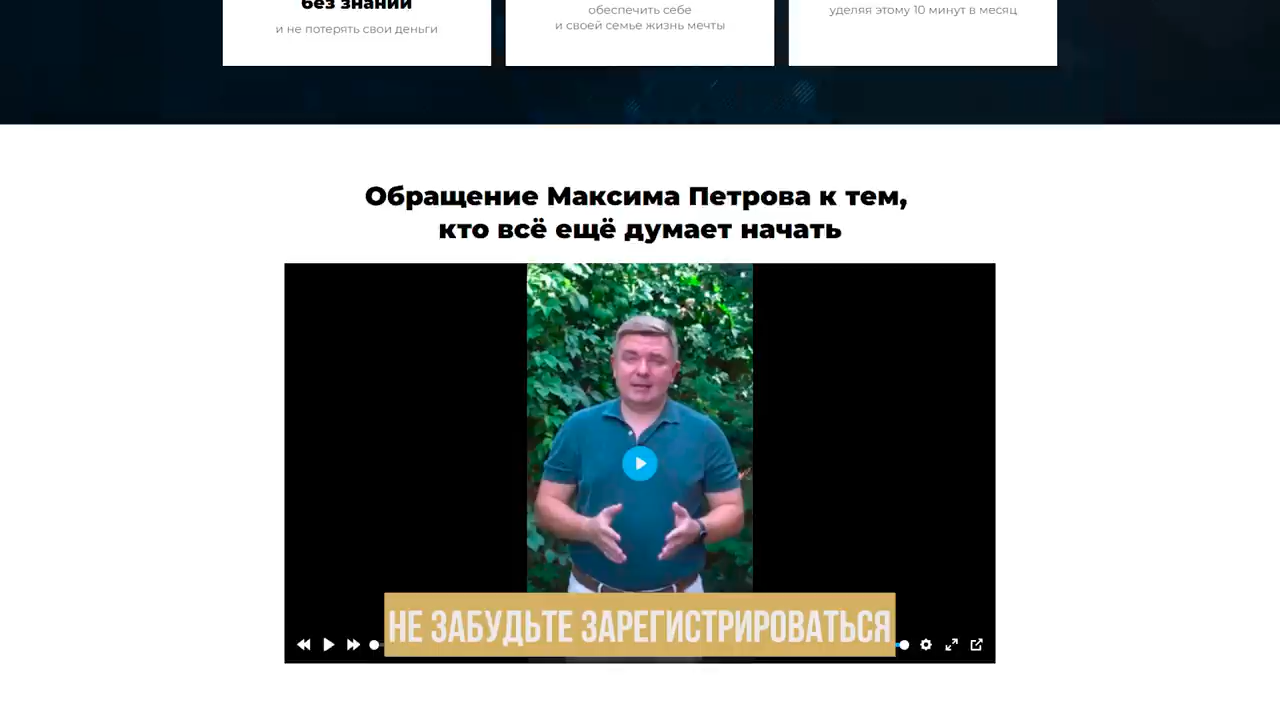 без знаний
и не потерять свои деньги
обеспечить себе
и своей семье жизнь мечты
уделяя этому 10 минут в месяц
Обращение Максима Петрова к тем,
кто всё ещё думает начать
НЕ ЗАБУДЬТЕ ЗАРЕГИСТРИРОВАТЬСЯ